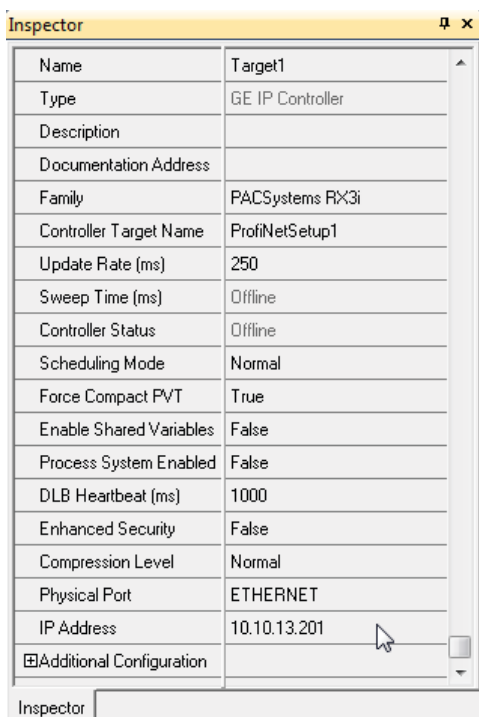 Inspector
Name Target1
Type GE IP Controller
Description
Documentation Address
Family PACSystems RX3i
Controller Target Name ProfiNetSetup1
Update Rate (ms) 250
Sweep Time (ms) Offline
Controller Status Offline
Scheduling Mode Normal
Force Compact PVT True
Enable Shared Variables False
Process System Enabled False
DLB Heartbeat (ms) 1000
Enhanced Security False
Compression Level Normal
Physical Port ETHERNET
IP Address 10.10.13.201
Additional Configuration
Inspector